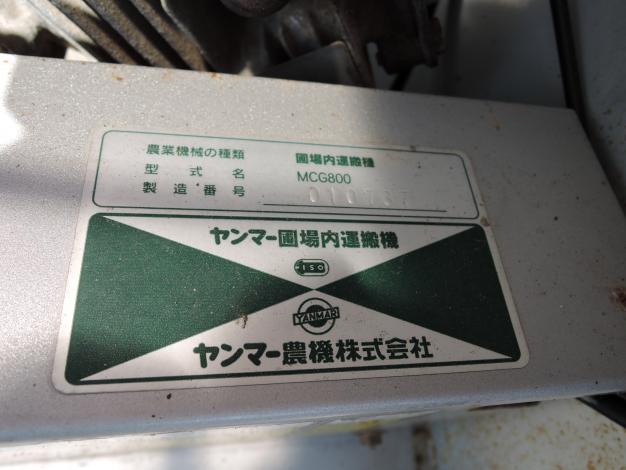 農業機械の種類 圃場内運搬機
型式名 MCG800
製造番号 010737
ヤンマー圃場内運搬機
ISO
YANMAR
ヤンマー農機株式会社